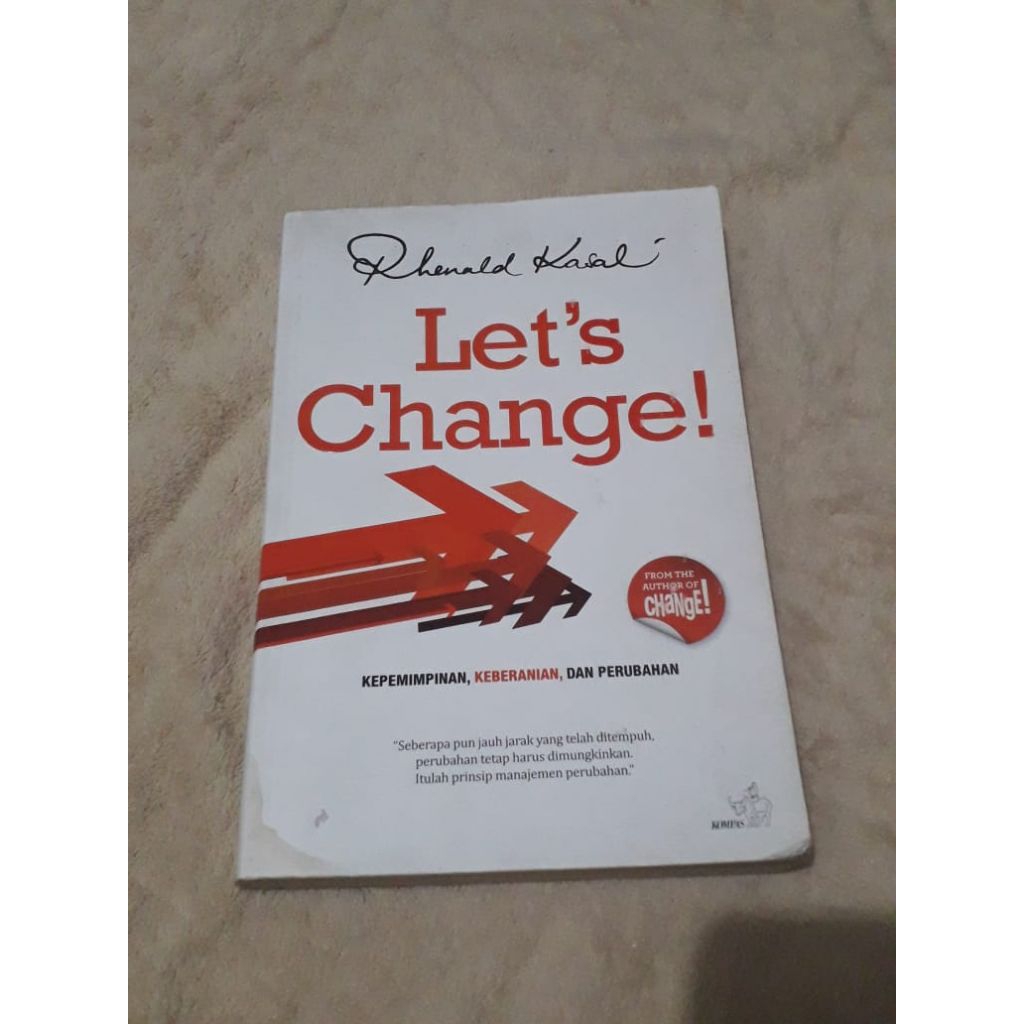 Rhenald Kasali
Let's
Change!
FROM THE
AUTHOR OF
CHaNgE!
KEPEMIMPINAN, KEBERANIAN, DAN PERUBAHAN
"Seberapa pun jauh jarak yang telah ditempuh,
perubahan tetap harus dimungkinkan.
Itulah prinsip manajemen perubahan."
KOMPAS